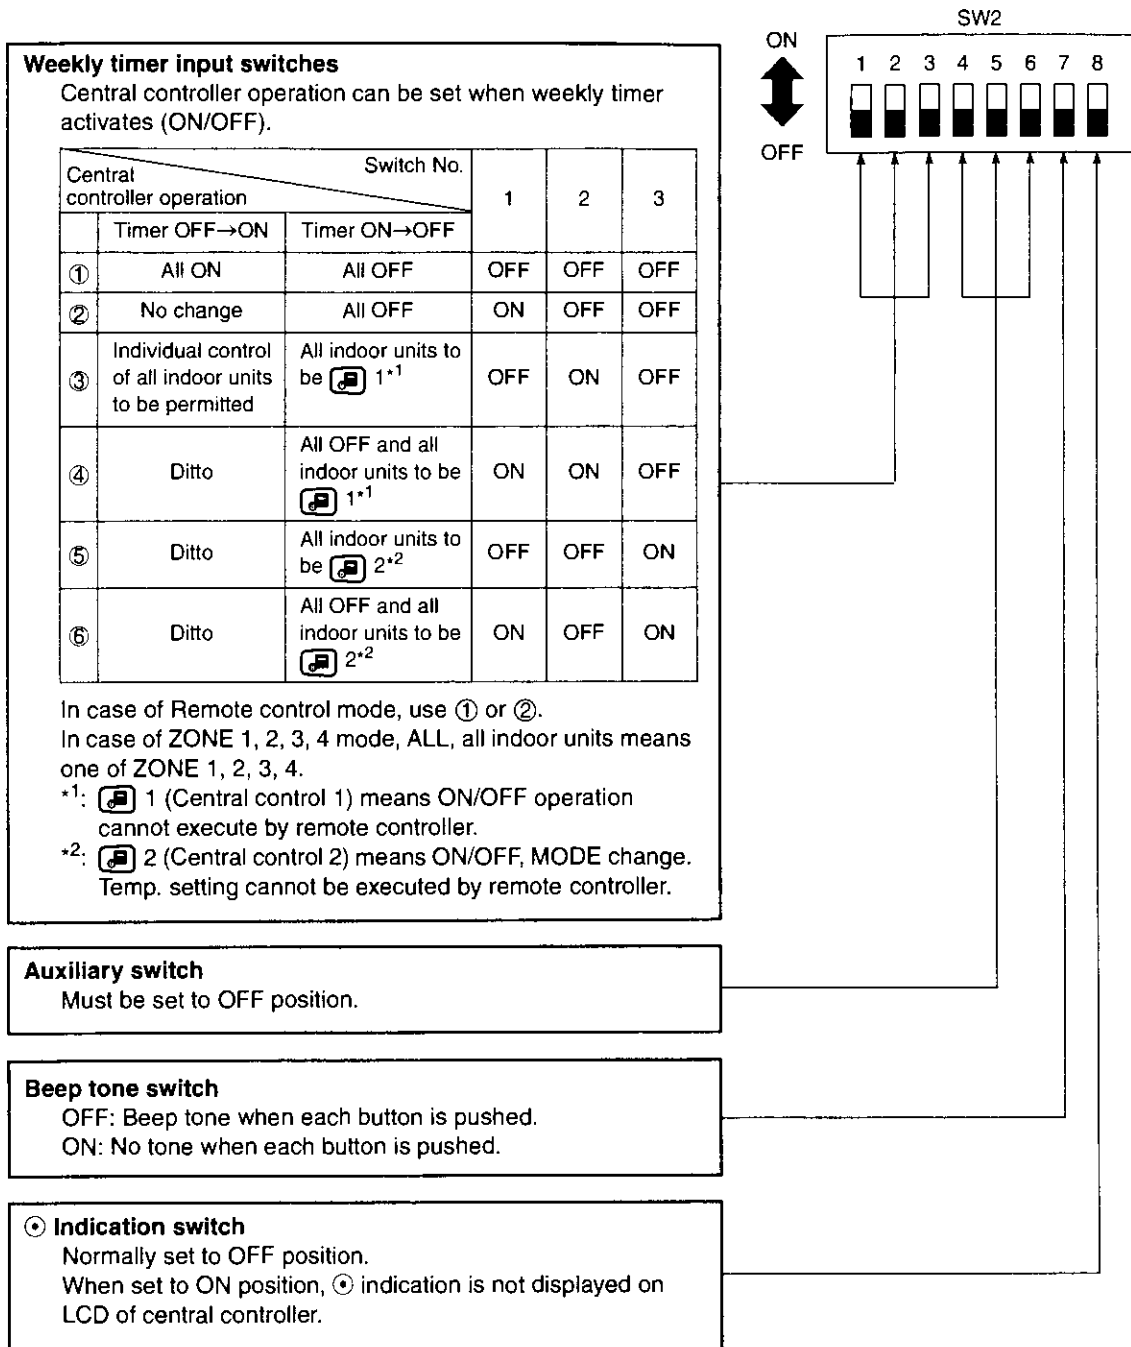 SW2
ON
OFF
1 2 3 4 5 6 7 8
Weekly timer input switches
Central controller operation can be set when weekly timer
activates (ON/OFF).
Switch No.
Central
controller operation
1 2 3
Timer OFF→ON Timer ON→OFF
① All ON All OFF OFF OFF OFF
② No change All OFF ON OFF OFF
③ Individual control
of all indoor units
to be permitted
All indoor units to
be 1*1
OFF ON OFF
④ Ditto
All OFF and all
indoor units to be
1*1
ON ON OFF
⑤ Ditto
All indoor units to
be 2*2
OFF OFF ON
⑥ Ditto
All OFF and all
indoor units to be
2*2
ON OFF ON
In case of Remote control mode, use ① or ②.
In case of ZONE 1, 2, 3, 4 mode, ALL, all indoor units means
one of ZONE 1, 2, 3, 4.
*1: 1 (Central control 1) means ON/OFF operation
cannot execute by remote controller.
*2: 2 (Central control 2) means ON/OFF, MODE change.
Temp. setting cannot be executed by remote controller.
Auxiliary switch
Must be set to OFF position.
Beep tone switch
OFF: Beep tone when each button is pushed.
ON: No tone when each button is pushed.
⊙ Indication switch
Normally set to OFF position.
When set to ON position, ⊙ indication is not displayed on
LCD of central controller.